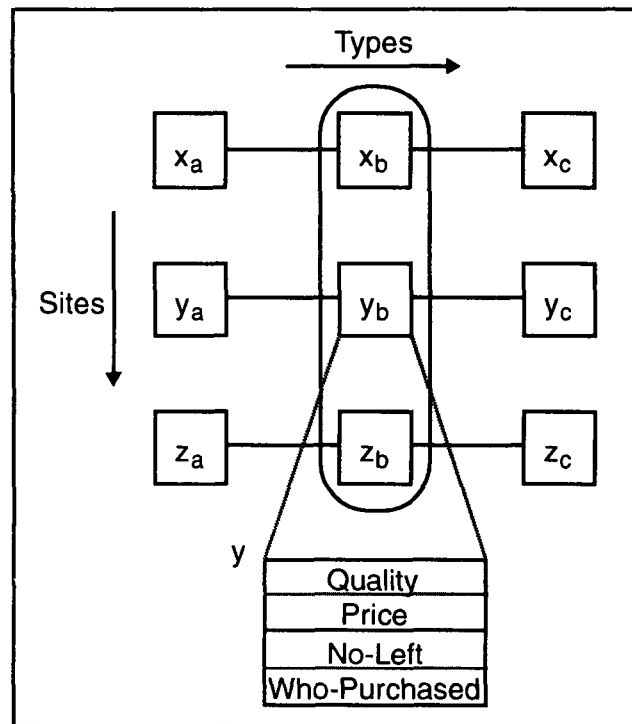 Types
x_a x_b x_c
Sites
y_a y_b y_c
z_a z_b z_c
y
Quality
Price
No-Left
Who-Purchased